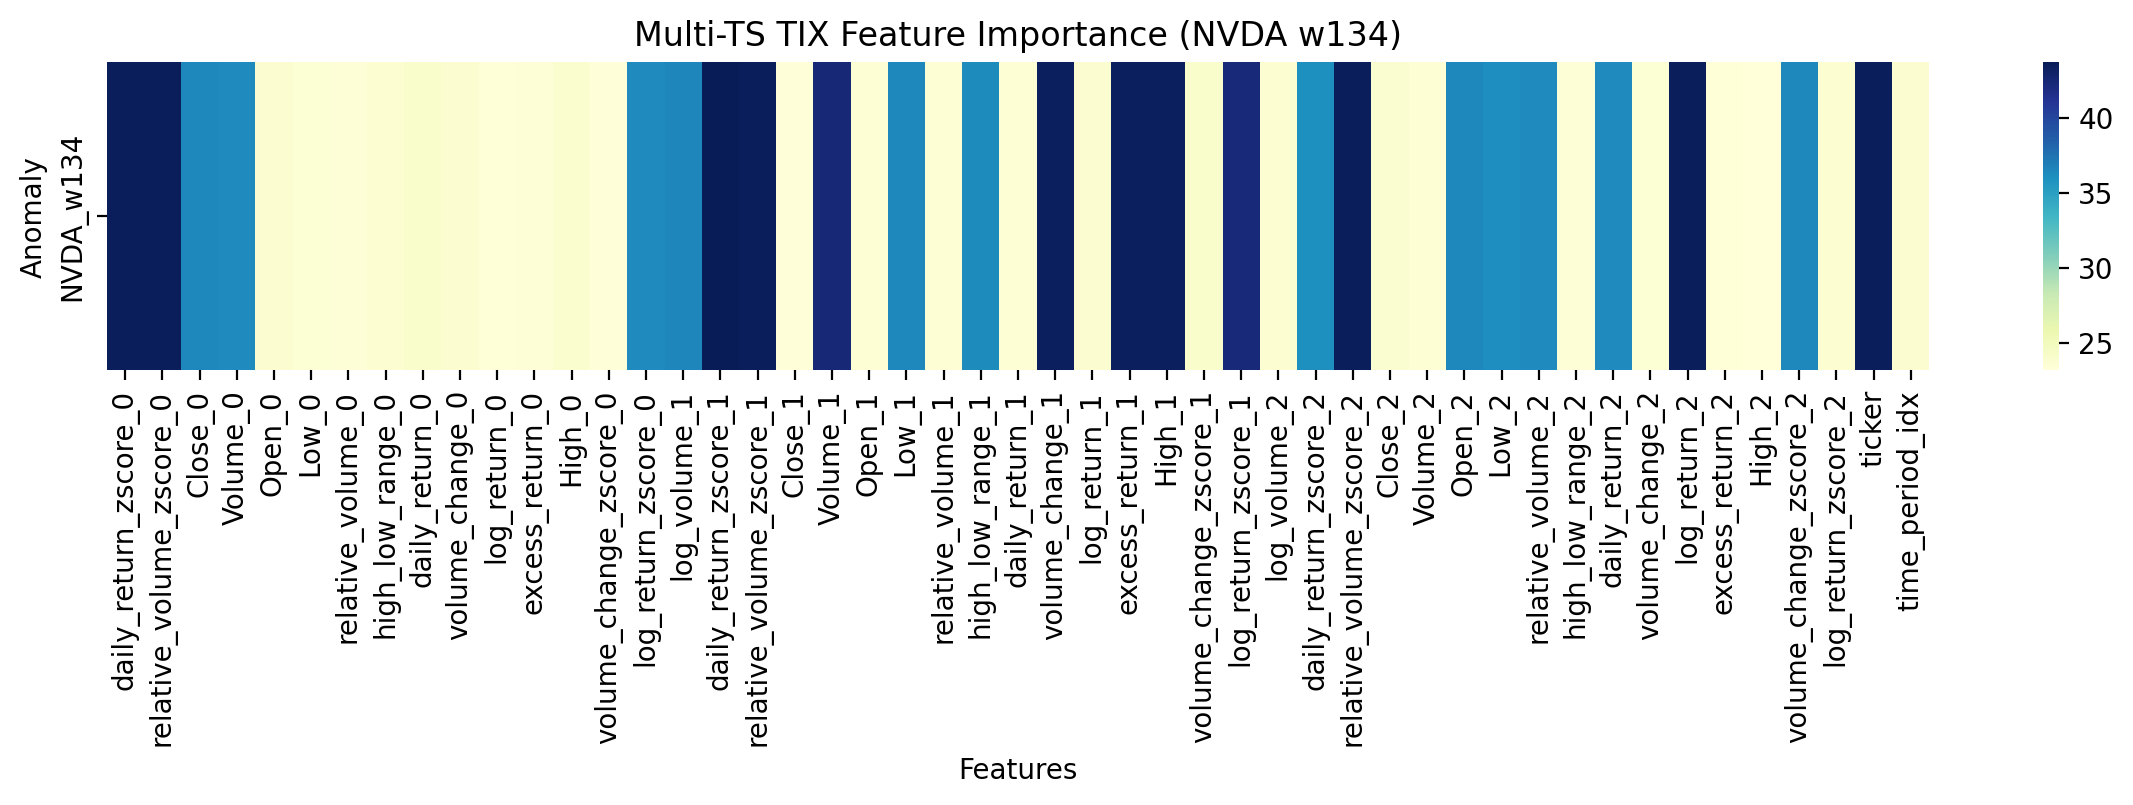 Multi-TS TIX Feature Importance (NVDA w134)
Anomaly
NVDA_w134
40
35
30
25
daily_return_zscore_0
relative_volume_zscore_0
Close_0
Volume_0
Open_0
Low_0
relative_volume_0
high_low_range_0
daily_return_0
volume_change_0
log_return_0
excess_return_0
High_0
volume_change_zscore_0
log_return_zscore_0
log_volume_1
daily_return_zscore_1
relative_volume_zscore_1
Close_1
Volume_1
Open_1
Low_1
relative_volume_1
high_low_range_1
daily_return_1
volume_change_1
log_return_1
excess_return_1
High_1
volume_change_zscore_1
log_return_zscore_1
log_volume_2
daily_return_zscore_2
relative_volume_zscore_2
Close_2
Volume_2
Open_2
Low_2
relative_volume_2
high_low_range_2
daily_return_2
volume_change_2
log_return_2
excess_return_2
High_2
volume_change_zscore_2
log_return_zscore_2
ticker
time_period_idx
Features